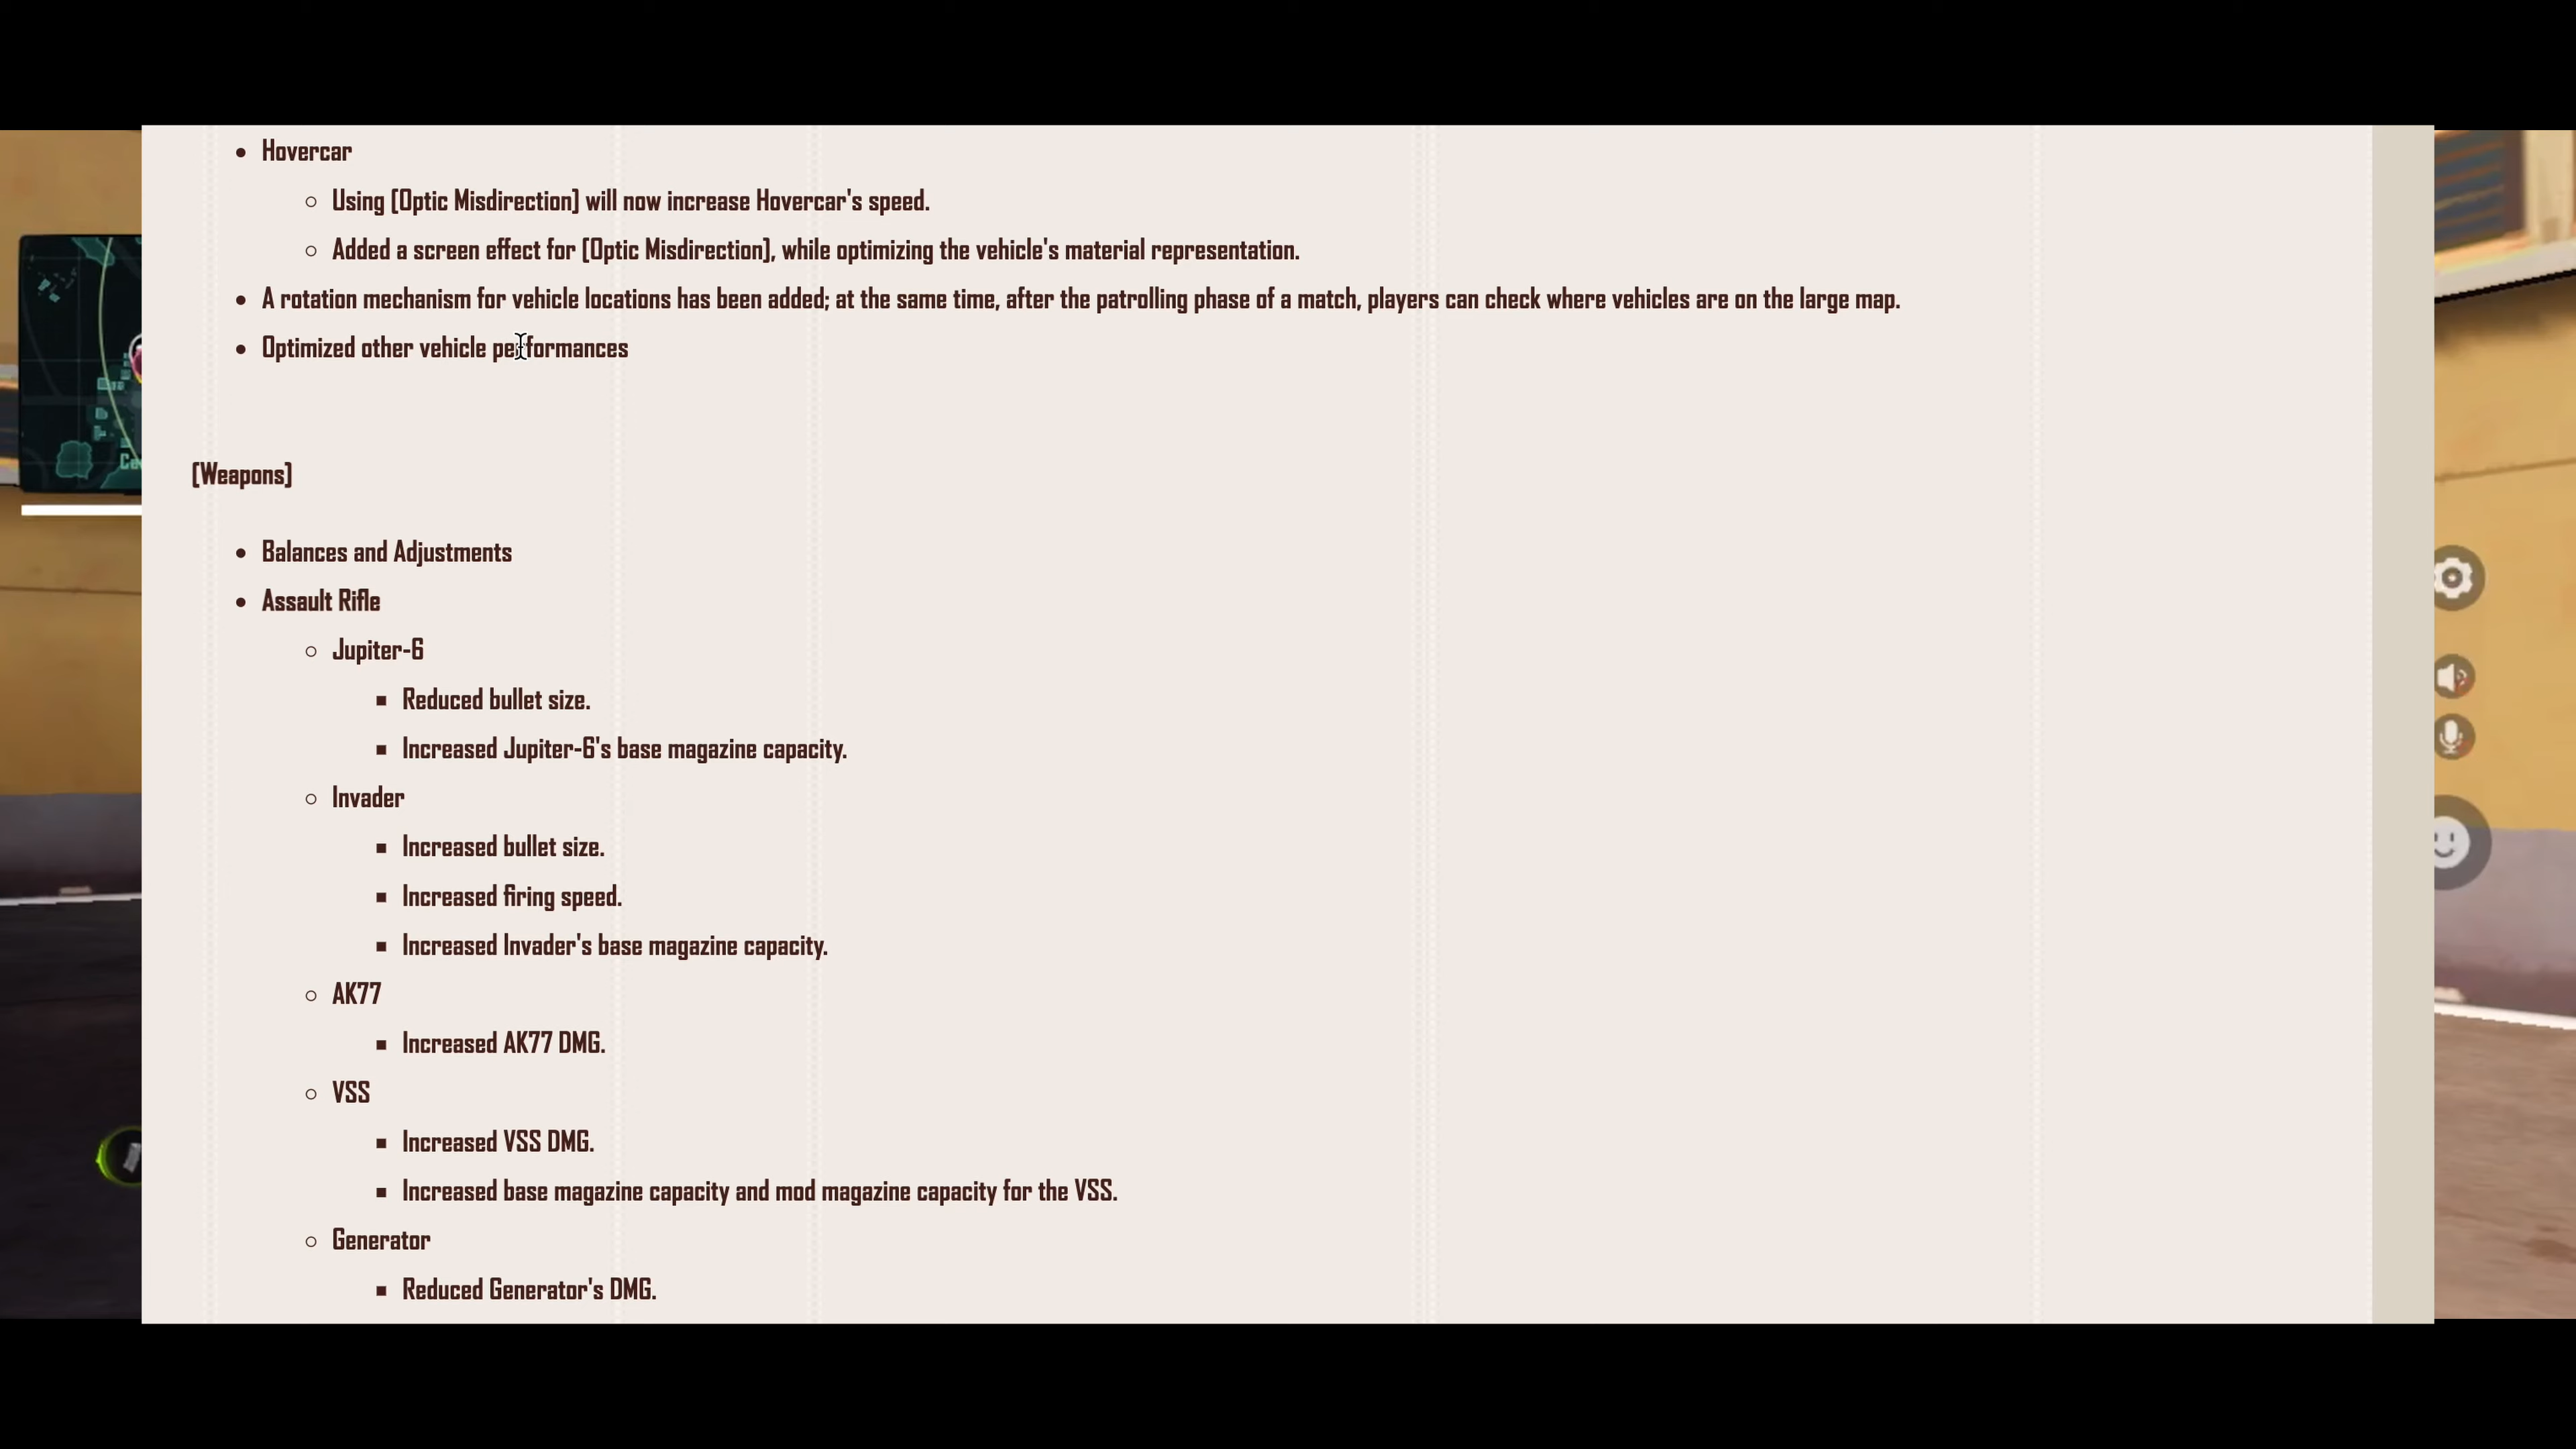 Hovercar
Using [Optic Misdirection] will now increase Hovercar's speed.
Added a screen effect for [Optic Misdirection], while optimizing the vehicle's material representation.
A rotation mechanism for vehicle locations has been added; at the same time, after the patrolling phase of a match, players can check where vehicles are on the large map.
Optimized other vehicle performances
[Weapons]
Balances and Adjustments
Assault Rifle
Jupiter-6
Reduced bullet size.
Increased Jupiter-6's base magazine capacity.
Invader
Increased bullet size.
Increased firing speed.
Increased Invader's base magazine capacity.
AK77
Increased AK77 DMG.
VSS
Increased VSS DMG.
Increased base magazine capacity and mod magazine capacity for the VSS.
Generator
Reduced Generator's DMG.